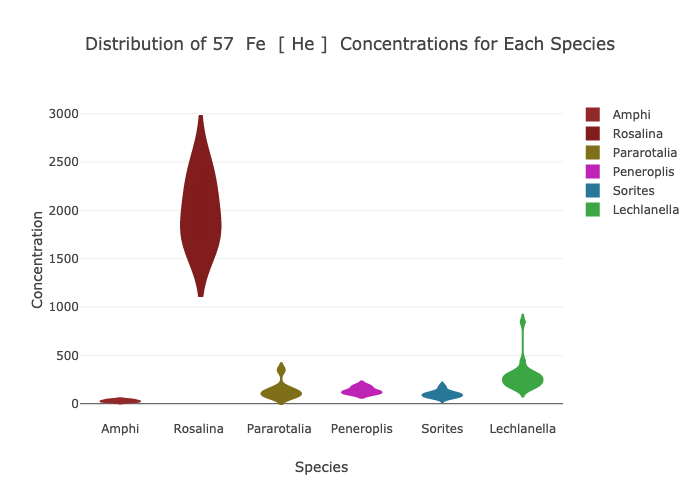 Distribution of 57 Fe [ He ] Concentrations for Each Species
3000
2500
2000
1500
1000
500
0
Concentration
Amphi
Rosalina
Pararotalia
Peneroplis
Sorites
Lechlanella
Species
Amphi
Rosalina
Pararotalia
Peneroplis
Sorites
Lechlanella